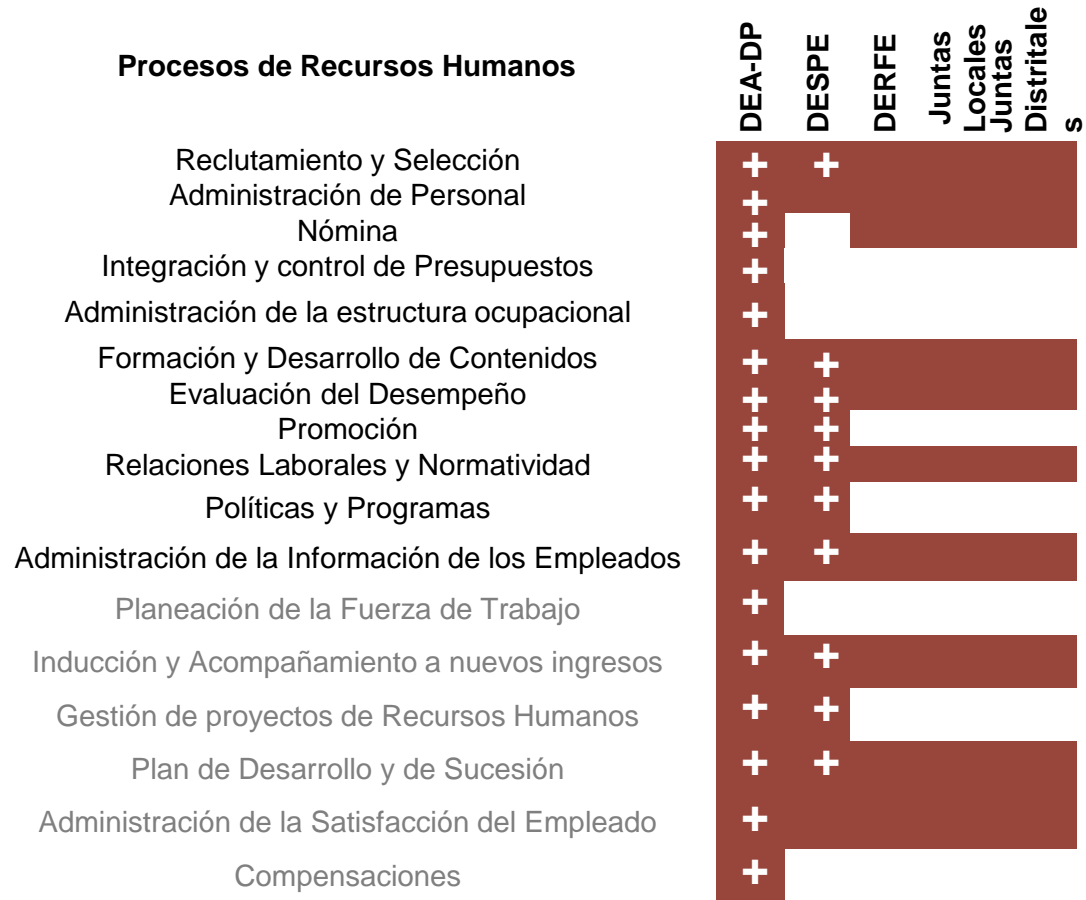 Procesos de Recursos Humanos
DEA-DP
DESPE
DERFE
Juntas
Locales
Juntas
Distritale
s
Reclutamiento y Selección + +
Administración de Personal +
Nómina +
Integración y control de Presupuestos +
Administración de la estructura ocupacional +
Formación y Desarrollo de Contenidos + +
Evaluación del Desempeño + +
Promoción + +
Relaciones Laborales y Normatividad + +
Políticas y Programas + +
Administración de la Información de los Empleados + +
Planeación de la Fuerza de Trabajo +
Inducción y Acompañamiento a nuevos ingresos + +
Gestión de proyectos de Recursos Humanos + +
Plan de Desarrollo y de Sucesión + +
Administración de la Satisfacción del Empleado +
Compensaciones +